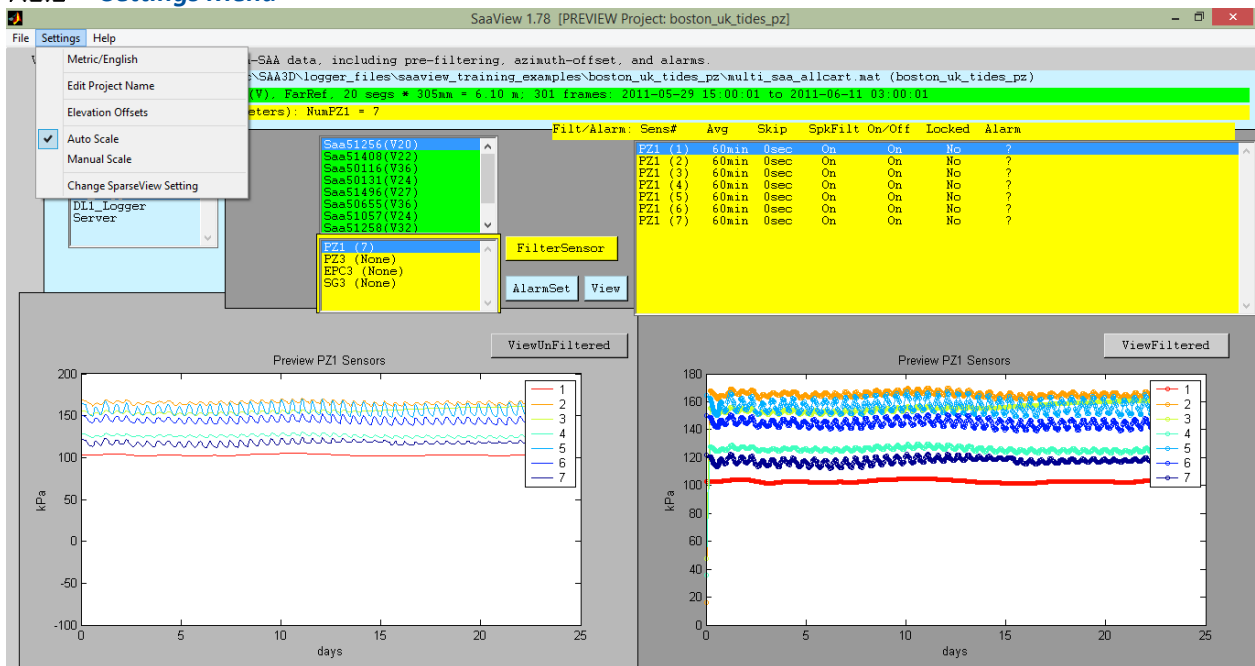 Settings Menu
SaaView 1.78 [PREVIEW Project: boston_uk_tides_pz]
File Settings Help
Metric/English
Edit Project Name
Elevation Offsets
Auto Scale
Manual Scale
Change SparseView Setting
-SAA data, including pre-filtering, azimuth-offset, and alarms.
\SAA3D\logger_files\saaview_training_examples\boston_uk_tides_pz\multi_saa_allcart.mat (boston_uk_tides_pz)
(V), FarRef, 20 segs * 305mm = 6.10 m; 301 frames: 2011-05-29 15:00:01 to 2011-06-11 03:00:01
eters): NumPZ1 = 7
DL1_Logger
Server
Saa51256(V20)
Saa51408(V22)
Saa50116(V36)
Saa50131(V24)
Saa51496(V27)
Saa50655(V36)
Saa51057(V24)
Saa51258(V32)
PZ1 (7)
PZ3 (None)
EPC3 (None)
SG3 (None)
FilterSensor
AlarmSet View
Filt/Alarm: Sens# Avg Skip SpkFilt On/Off Locked Alarm
PZ1 (1) 60min 0sec On On No ?
PZ1 (2) 60min 0sec On On No ?
PZ1 (3) 60min 0sec On On No ?
PZ1 (4) 60min 0sec On On No ?
PZ1 (5) 60min 0sec On On No ?
PZ1 (6) 60min 0sec On On No ?
PZ1 (7) 60min 0sec On On No ?
ViewUnFiltered
Preview PZ1 Sensors
200
150
100
50
0
-50
-100
kPa
0 5 10 15 20 25
days
1
2
3
4
5
6
7
ViewFiltered
Preview PZ1 Sensors
180
160
140
120
100
80
60
40
20
0
kPa
0 5 10 15 20 25
days
1
2
3
4
5
6
7